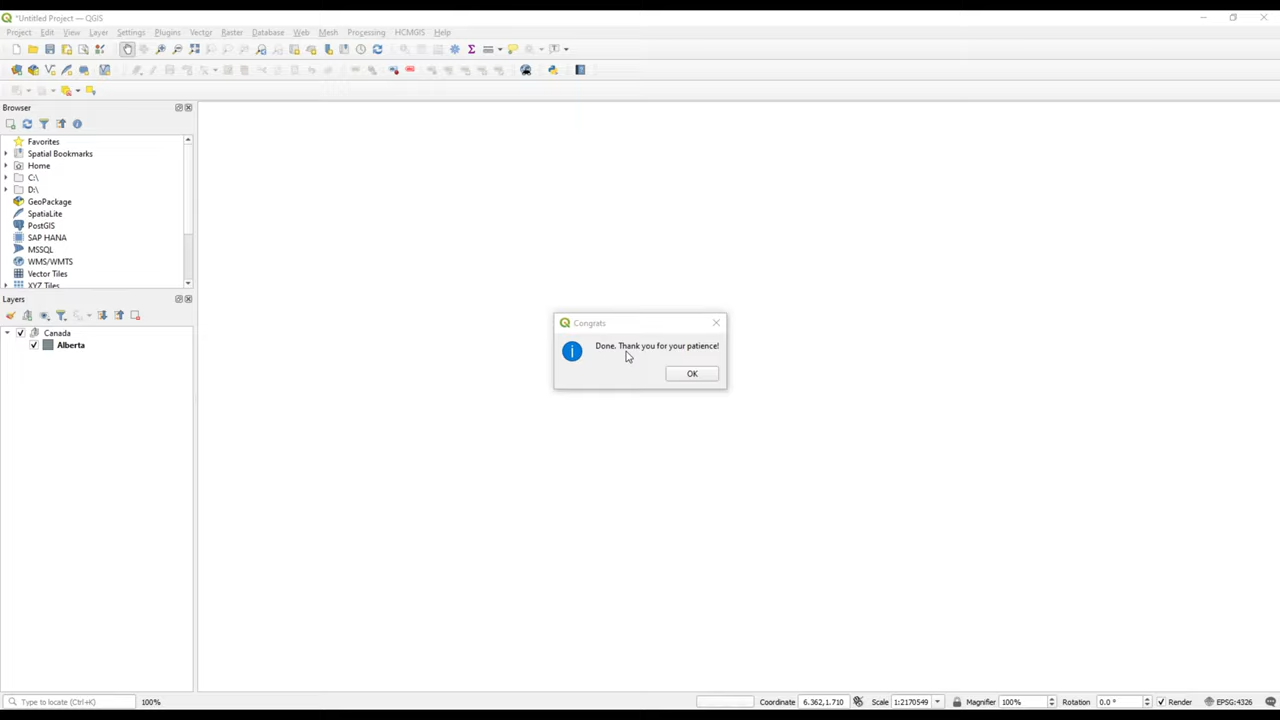 *Untitled Project — QGIS
Project Edit View Layer Settings Plugins Vector Raster Database Web Mesh Processing HCMGIS Help
Browser
Favorites
Spatial Bookmarks
Home
C:\
D:\
GeoPackage
SpatiaLite
PostGIS
SAP HANA
MSSQL
WMS/WMTS
Vector Tiles
XYZ Tiles
Layers
Canada
Alberta
Congrats
Done. Thank you for your patience!
OK
Type to locate (Ctrl+K) 100% Coordinate 6.362,1.710 Scale 1:2170549 Magnifier 100% Rotation 0.0 ° Render EPSG:4326